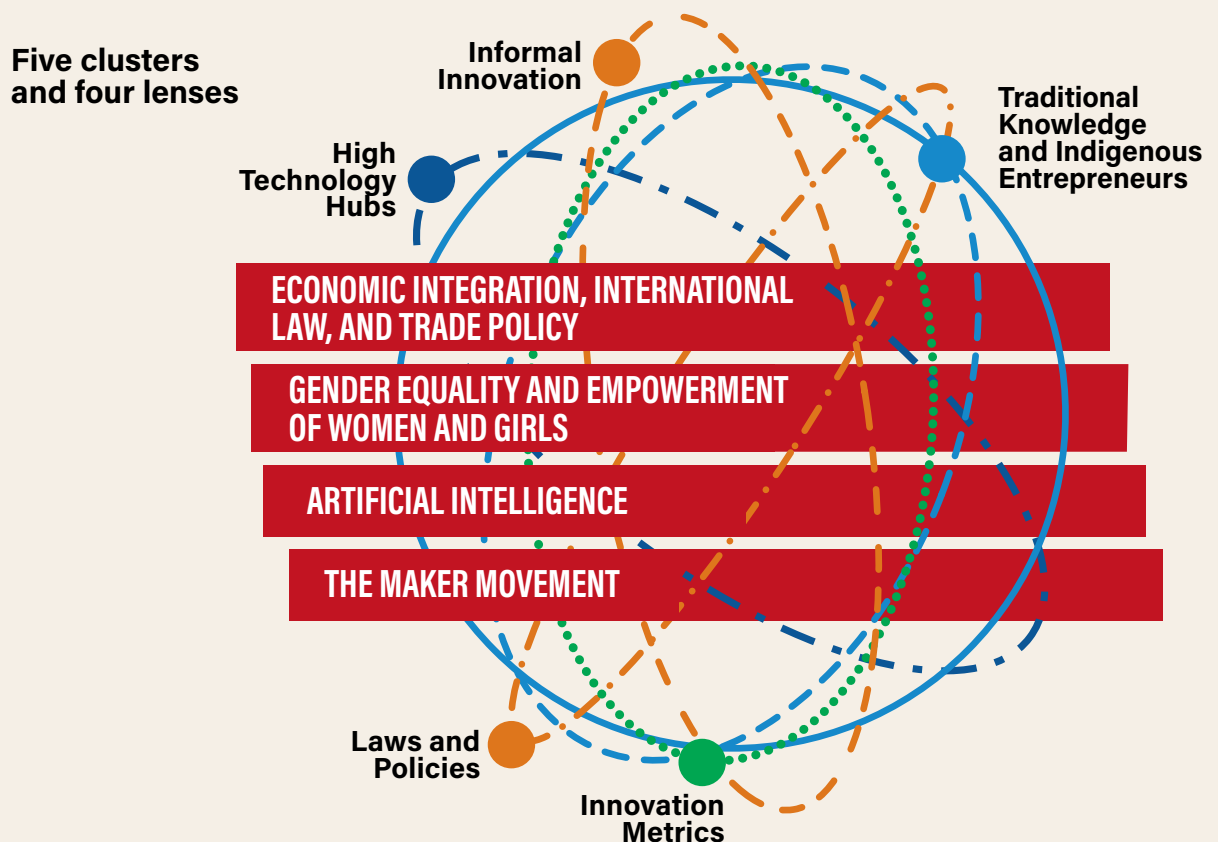 Five clusters
and four lenses
Informal
Innovation
Traditional
Knowledge
and Indigenous
Entrepreneurs
High
Technology
Hubs
ECONOMIC INTEGRATION, INTERNATIONAL
LAW, AND TRADE POLICY
GENDER EQUALITY AND EMPOWERMENT
OF WOMEN AND GIRLS
ARTIFICIAL INTELLIGENCE
THE MAKER MOVEMENT
Laws and
Policies
Innovation
Metrics